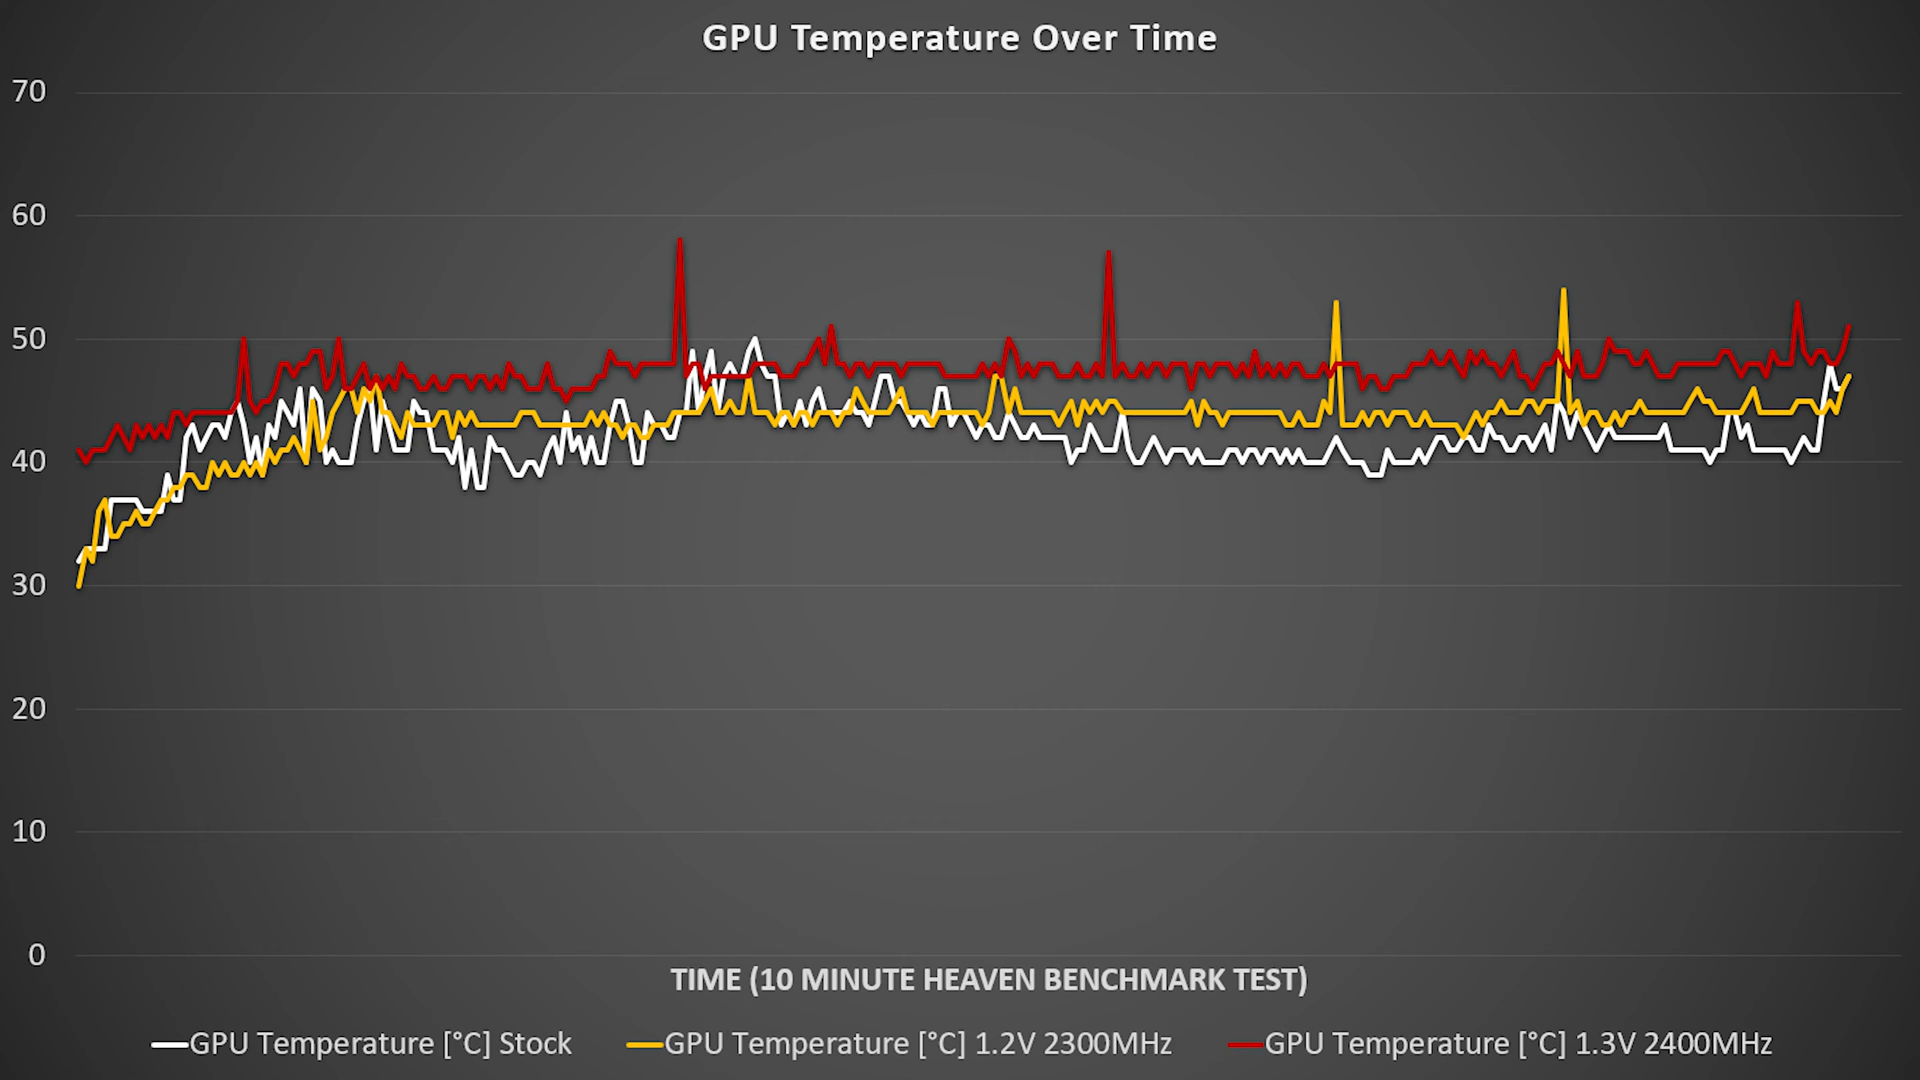 GPU Temperature Over Time
70
60
50
40
30
20
10
0
TIME (10 MINUTE HEAVEN BENCHMARK TEST)
GPU Temperature [°C] Stock
GPU Temperature [°C] 1.2V 2300MHz
GPU Temperature [°C] 1.3V 2400MHz